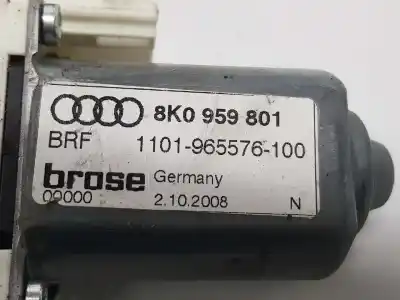 8K0 959 801
BRF 1101-965576-100
brose Germany
00000 2.10.2008 N